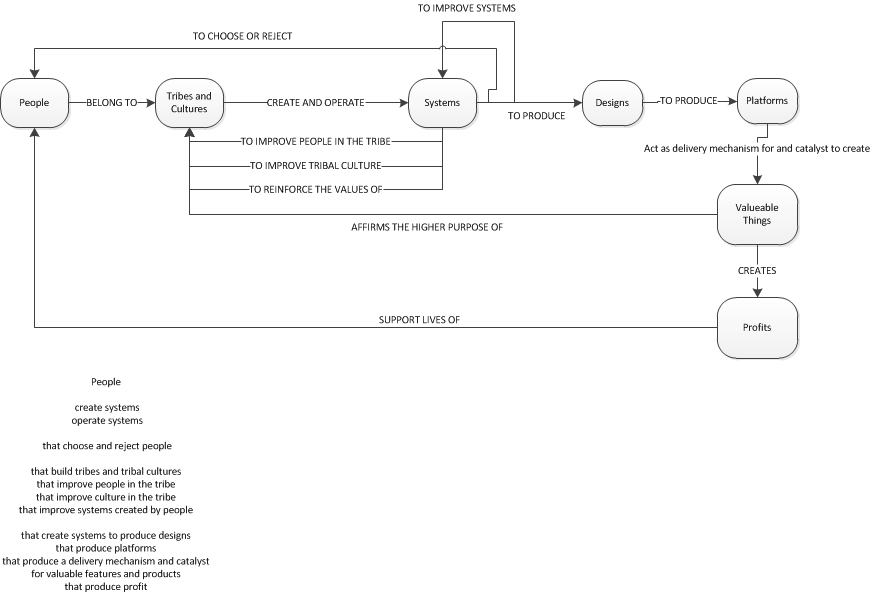 TO IMPROVE SYSTEMS
TO CHOOSE OR REJECT
People
BELONG TO
Tribes and
Cultures
CREATE AND OPERATE
Systems
TO PRODUCE
Designs
TO PRODUCE
Platforms
TO IMPROVE PEOPLE IN THE TRIBE
TO IMPROVE TRIBAL CULTURE
TO REINFORCE THE VALUES OF
Act as delivery mechanism for and catalyst to create
Valueable
Things
AFFIRMS THE HIGHER PURPOSE OF
CREATES
Profits
SUPPORT LIVES OF
People
create systems
operate systems
that choose and reject people
that build tribes and tribal cultures
that improve people in the tribe
that improve culture in the tribe
that improve systems created by people
that create systems to produce designs
that produce platforms
that produce a delivery mechanism and catalyst
for valuable features and products
that produce profit